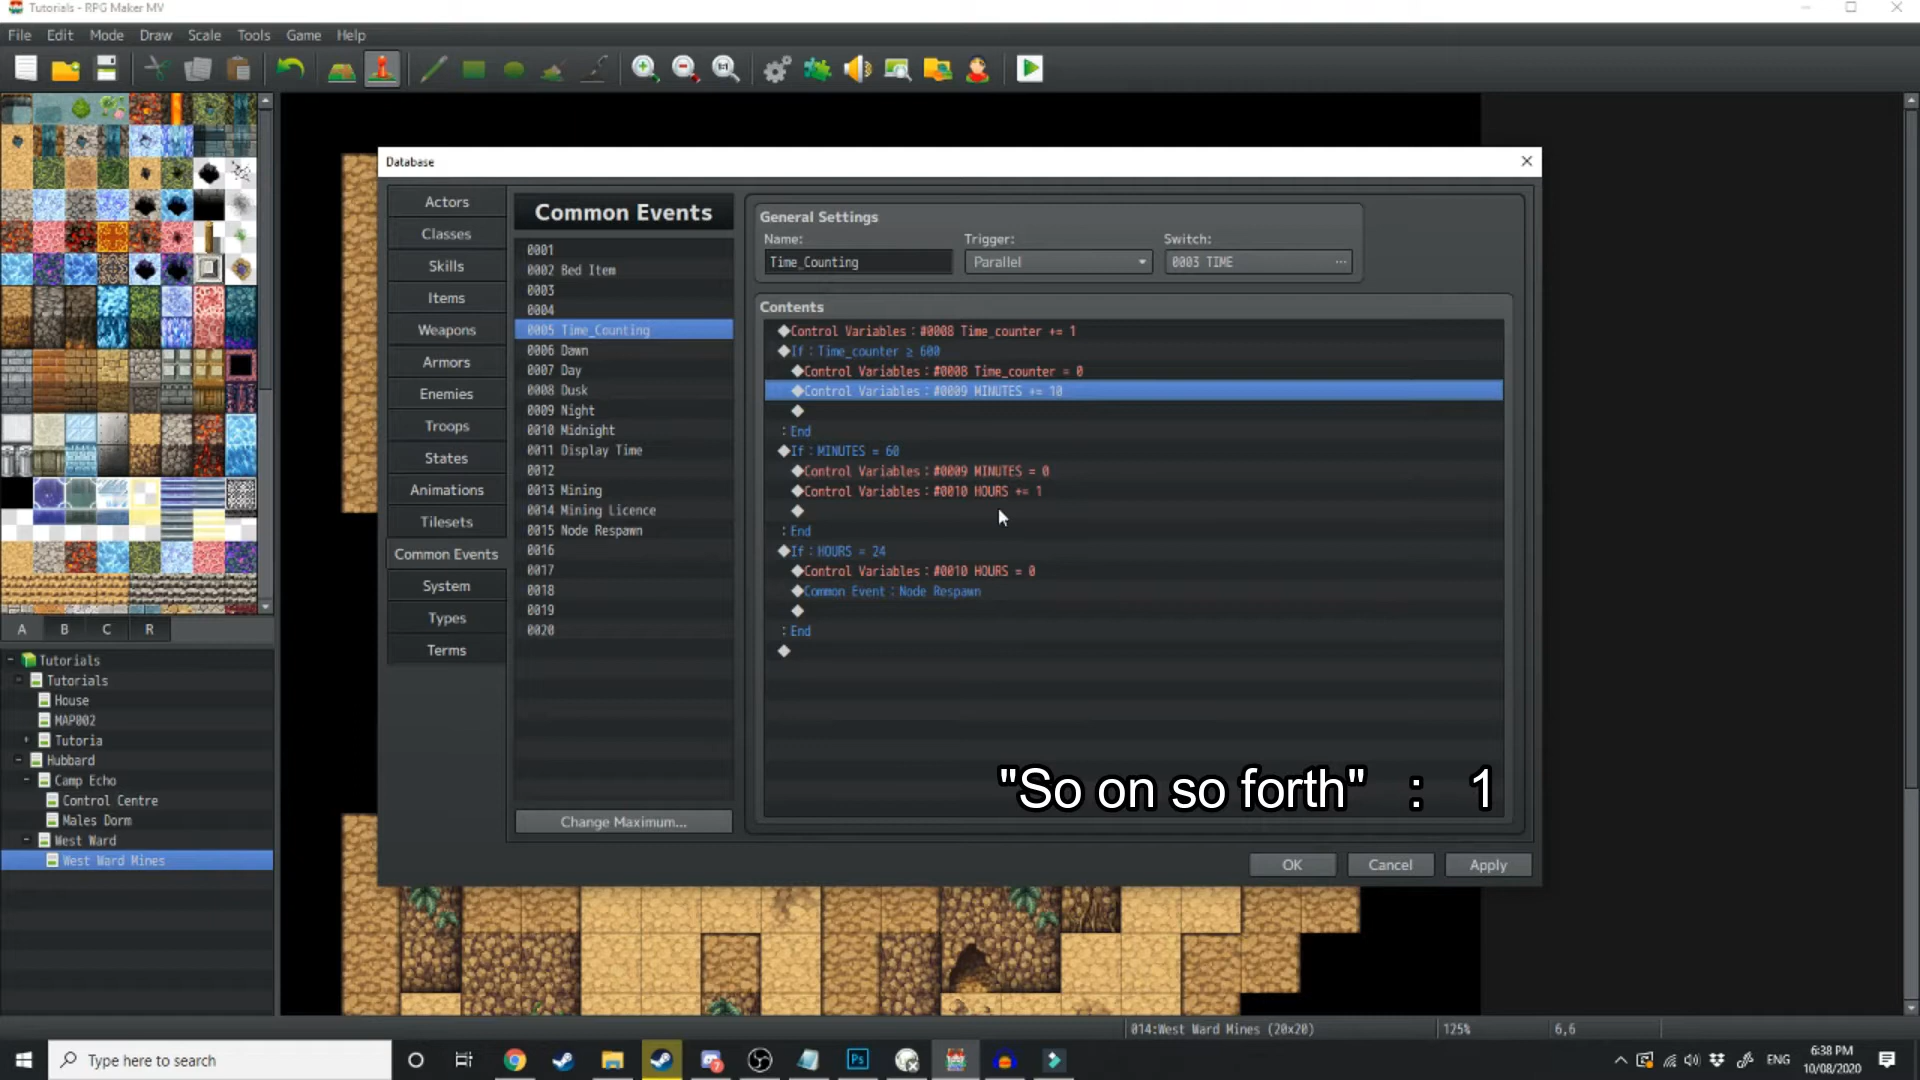 Tutorials - RPG Maker MV
File Edit Mode Draw Scale Tools Game Help
Database
Actors
Classes
Skills
Items
Weapons
Armors
Enemies
Troops
States
Animations
Tilesets
Common Events
System
Types
Terms
Common Events
0001
0002 Bed Item
0003
0004
0005 Time_Counting
0006 Dawn
0007 Day
0008 Dusk
0009 Night
0010 Midnight
0011 Display Time
0012
0013 Mining
0014 Mining Licence
0015 Node Respawn
0016
0017
0018
0019
0020
Change Maximum...
General Settings
Name: Trigger: Switch:
Time_Counting Parallel 0003 TIME ...
Contents
◆Control Variables : #0008 Time_counter += 1
◆If : Time_counter ≥ 600
◆Control Variables : #0008 Time_counter = 0
◆Control Variables : #0009 MINUTES += 10
◆
: End
◆If : MINUTES = 60
◆Control Variables : #0009 MINUTES = 0
◆Control Variables : #0010 HOURS += 1
◆
: End
◆If : HOURS = 24
◆Control Variables : #0010 HOURS = 0
◆Common Event : Node Respawn
◆
: End
◆
"So on so forth" : 1
OK Cancel Apply
A B C R
Tutorials
Tutorials
House
MAP002
Tutoria
Hubbard
Camp Echo
Control Centre
Males Dorm
West Ward
West Ward Mines
014:West Ward Mines (20x20) 125% 6,6
Type here to search
Ps
ENG
6:38 PM
10/08/2020